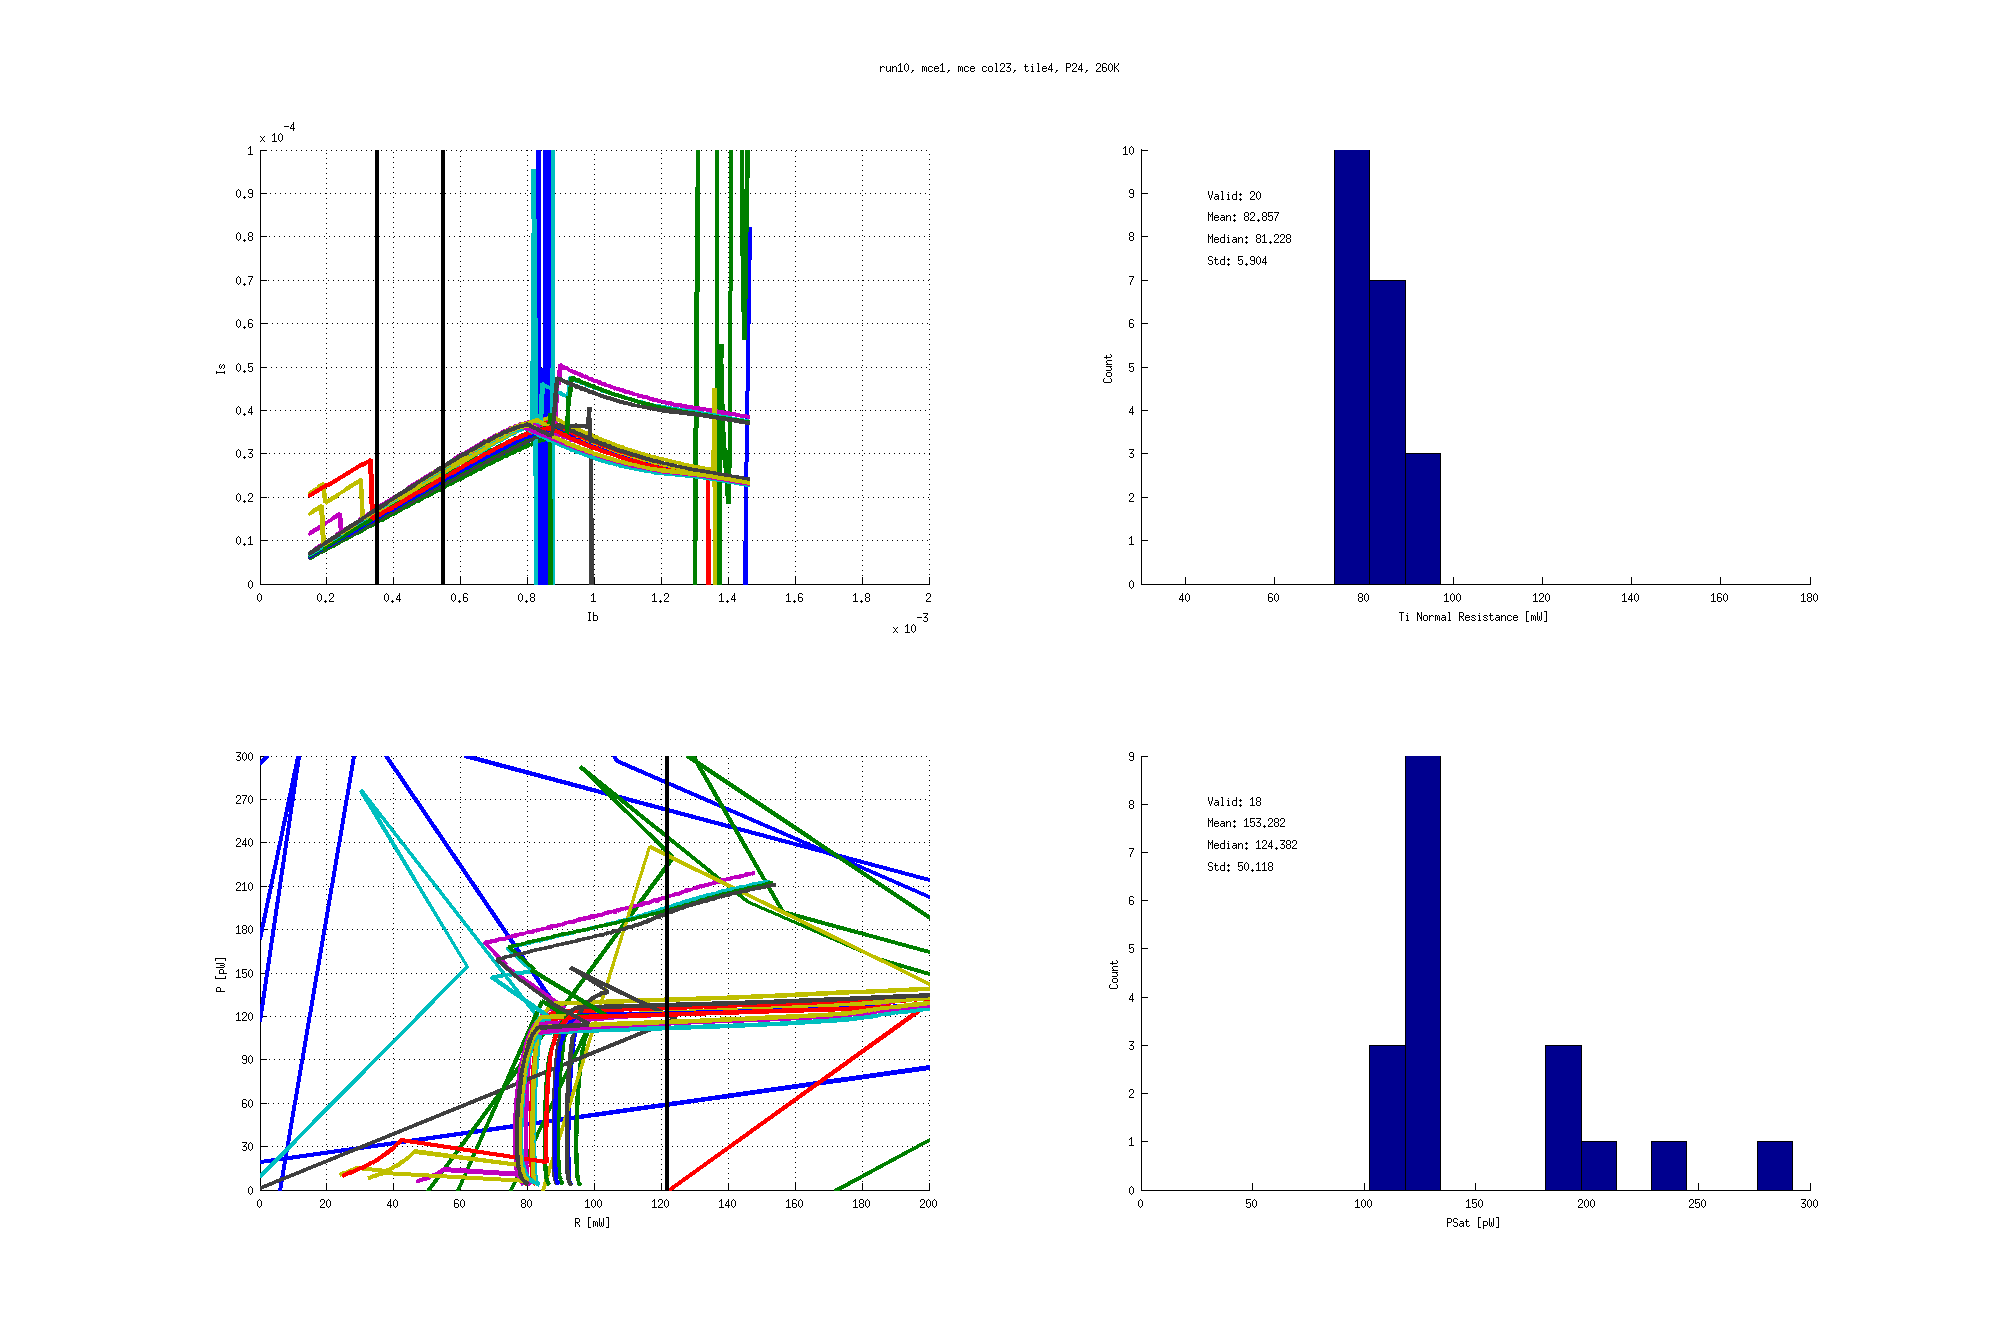 run10, mce1, mce col23, tile4, P24, 260K
x 10
-4
1
0.9
0.8
0.7
0.6
0.5
0.4
0.3
0.2
0.1
0
Is
0 0.2 0.4 0.6 0.8 1 1.2 1.4 1.6 1.8 2
Ib
x 10
-3
10
9
8
7
6
5
4
3
2
1
0
Count
Valid: 20
Mean: 82.857
Median: 81.228
Std: 5.904
40 60 80 100 120 140 160 180
Ti Normal Resistance [mW]
300
270
240
210
180
150
120
90
60
30
0
P [pW]
0 20 40 60 80 100 120 140 160 180 200
R [mW]
9
8
7
6
5
4
3
2
1
0
Count
Valid: 18
Mean: 153.282
Median: 124.382
Std: 50.118
0 50 100 150 200 250 300
PSat [pW]